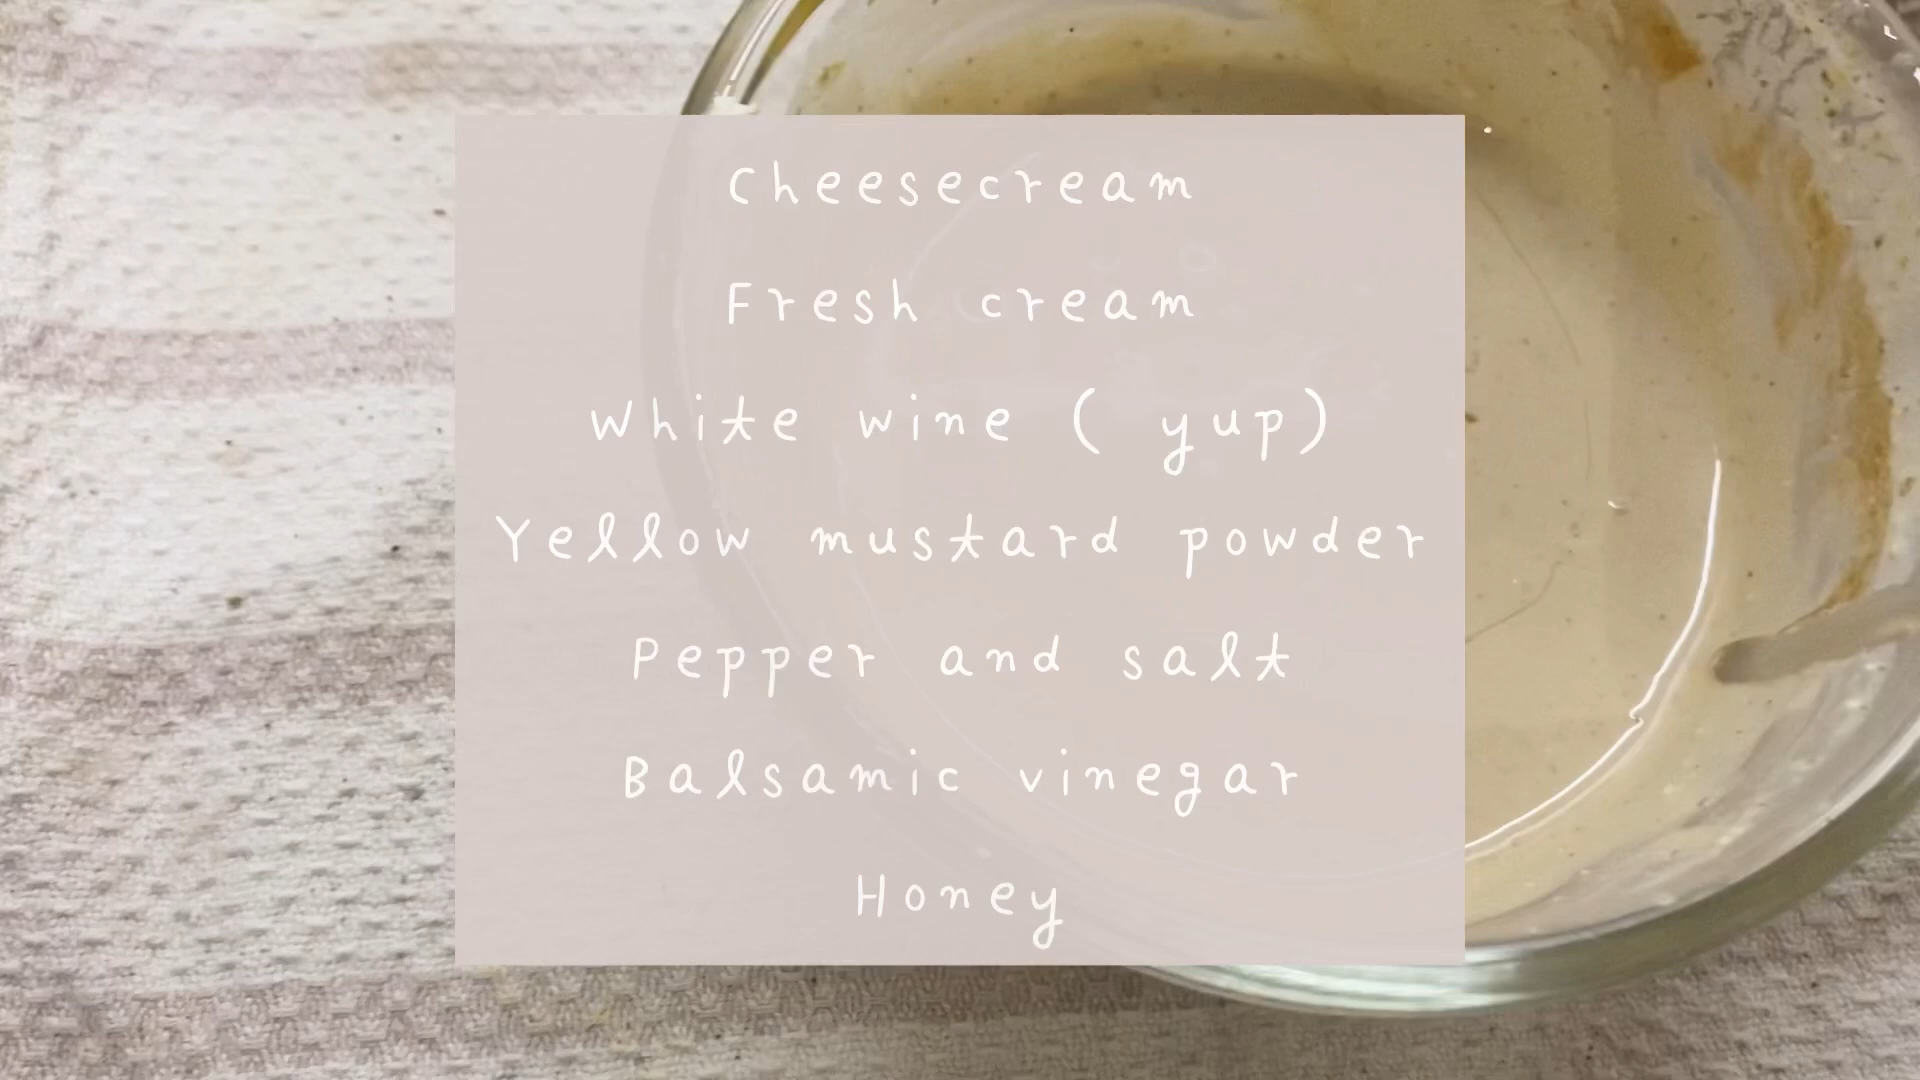 Cheesecream
Fresh cream
White wine ( yup)
Yellow mustard powder
Pepper and salt
Balsamic vinegar
Honey